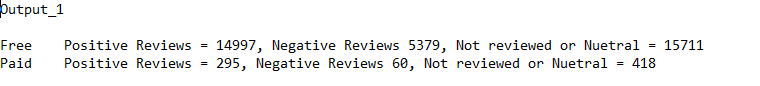 Output_1
Free    Positive Reviews = 14997, Negative Reviews 5379, Not reviewed or Nuetral = 15711
Paid    Positive Reviews = 295, Negative Reviews 60, Not reviewed or Nuetral = 418